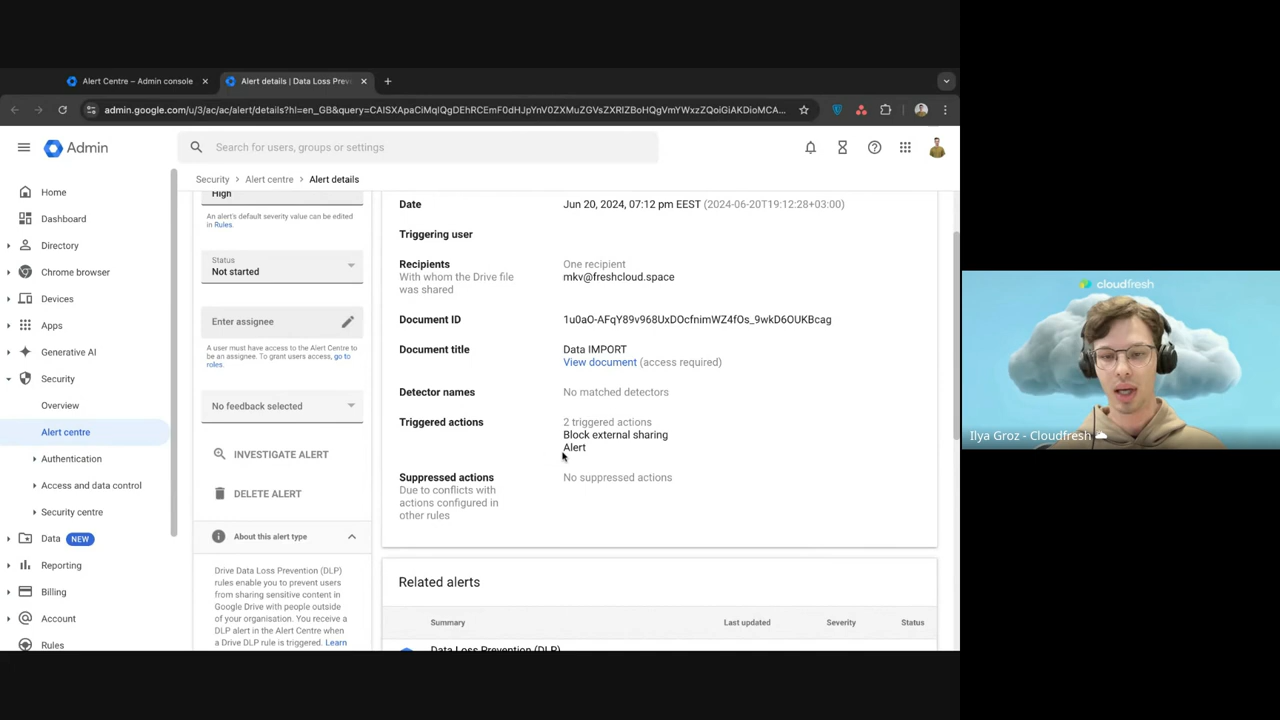 Alert Centre – Admin console
Alert details | Data Loss Prev
admin.google.com/u/3/ac/ac/alert/details?hl=en_GB&query=CAISXApaCiMqIQgDEhRCEmF0dHJpYnV0ZXMuZGVsZXRlZBoHQgVmYWxzZQoiGiAKDioMCA...
Admin
Search for users, groups or settings
Security > Alert centre > Alert details
Home
Dashboard
Directory
Chrome browser
Devices
Apps
Generative AI
Security
Overview
Alert centre
Authentication
Access and data control
Security centre
Data NEW
Reporting
Billing
Account
Rules
High
An alert's default severity value can be edited
in Rules.
Status
Not started
Enter assignee
A user must have access to the Alert Centre to
be an assignee. To grant users access, go to
roles.
No feedback selected
INVESTIGATE ALERT
DELETE ALERT
About this alert type
Drive Data Loss Prevention (DLP)
rules enable you to prevent users
from sharing sensitive content in
Google Drive with people outside
of your organisation. You receive
a DLP alert in the Alert Centre when
a Drive DLP rule is triggered. Learn
Date
Jun 20, 2024, 07:12 pm EEST (2024-06-20T19:12:28+03:00)
Triggering user
Recipients
With whom the Drive file
was shared
One recipient
mkv@freshcloud.space
Document ID
1u0aO-AFqY89v968UxDOcfnimWZ4fOs_9wkD6OUKBcag
Document title
Data IMPORT
View document (access required)
Detector names
No matched detectors
Triggered actions
2 triggered actions
Block external sharing
Alert
Suppressed actions
Due to conflicts with
actions configured in
other rules
No suppressed actions
Related alerts
Summary
Last updated
Severity
Status
Data Loss Prevention (DLP)
cloudfresh
Ilya Groz - Cloudfresh